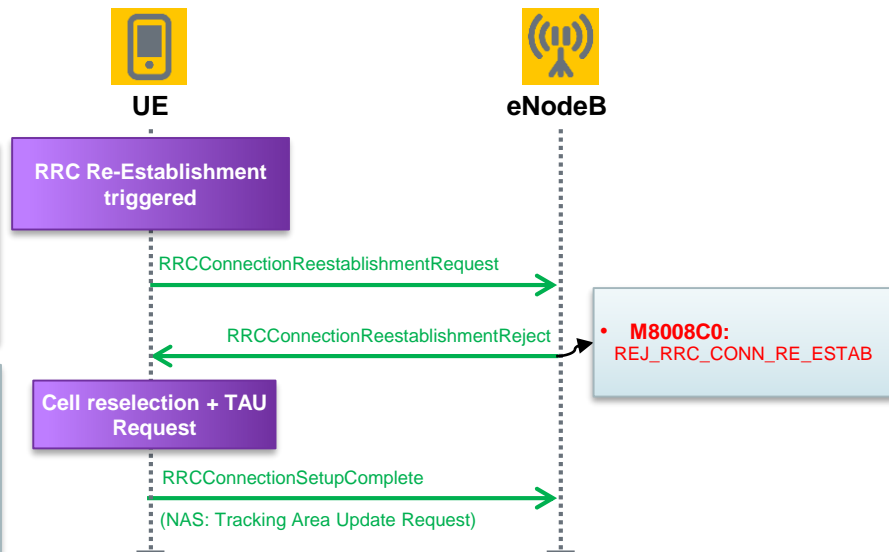 UE
eNodeB
RRC Re-Establishment
triggered
RRCConnectionReestablishmentRequest
RRCConnectionReestablishmentReject
• M8008C0:
REJ_RRC_CONN_RE_ESTAB
Cell reselection + TAU
Request
RRCConnectionSetupComplete
(NAS: Tracking Area Update Request)